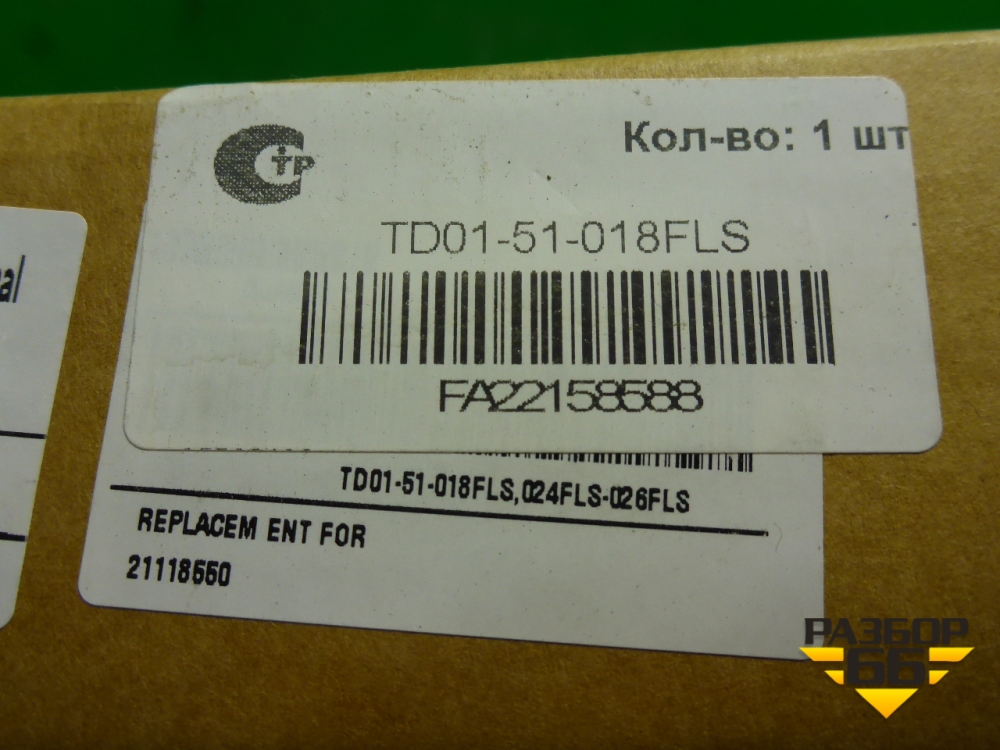 Кол-во: 1 шт
TD01-51-018FLS
FA22158588
TD01-51-018FLS,024FLS-026FLS
REPLACEM ENT FOR
21118550
РАЗБОР
66